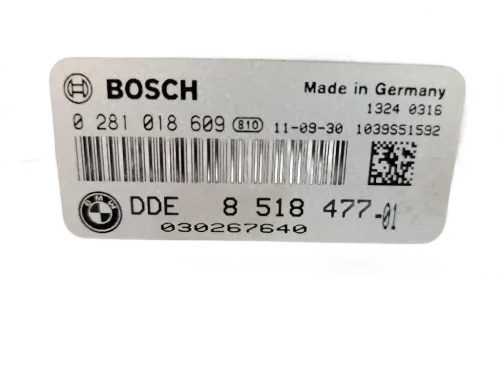 BOSCH Made in Germany
1324 0316
0 281 018 609 810 11-09-30 1039S51592
BMW DDE 8 518 477-01
030267640